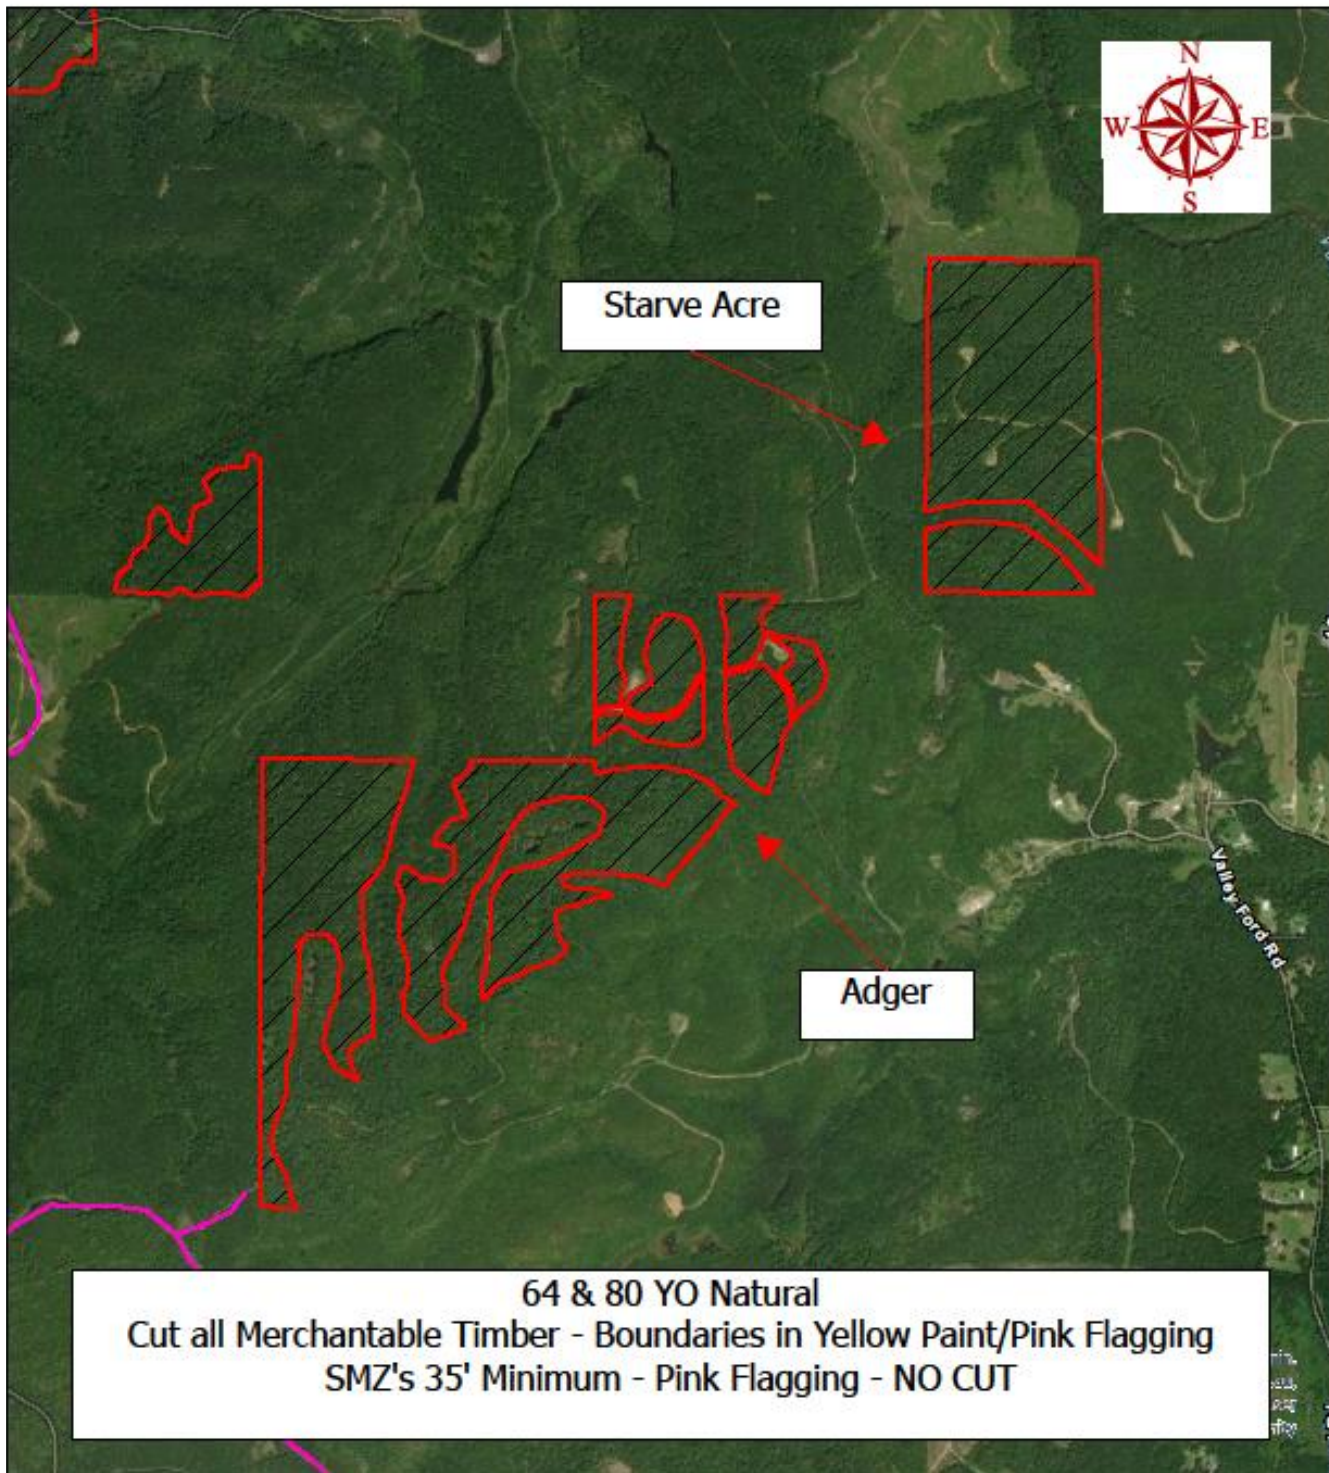 N
W E
S
Starve Acre
Valley Ford Rd
Adger
64 & 80 YO Natural
Cut all Merchantable Timber - Boundaries in Yellow Paint/Pink Flagging
SMZ's 35' Minimum - Pink Flagging - NO CUT